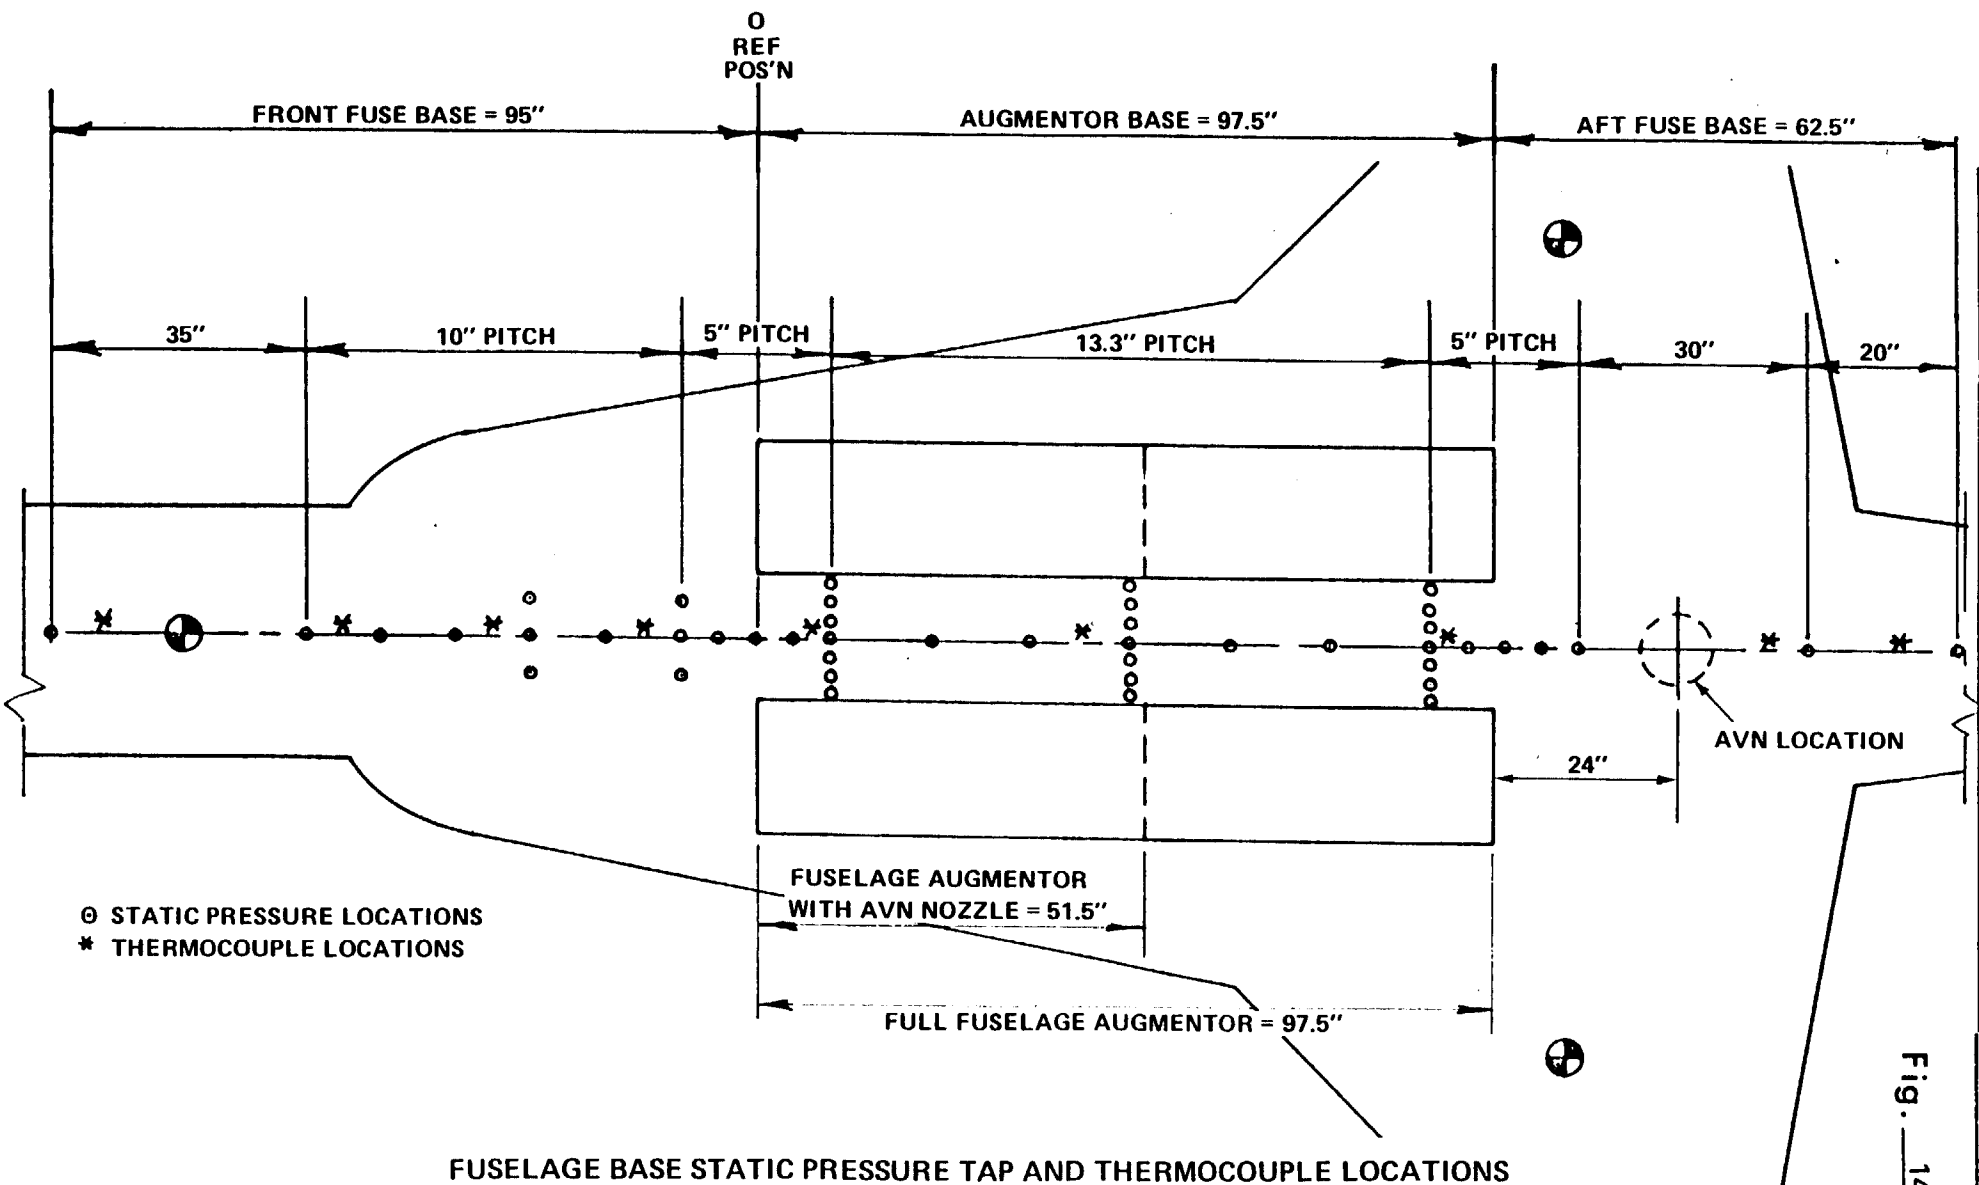 O
REF
POS'N
FRONT FUSE BASE = 95"
AUGMENTOR BASE = 97.5"
AFT FUSE BASE = 62.5"
35"
10" PITCH
5" PITCH
13.3" PITCH
5" PITCH
30"
20"
AVN LOCATION
24"
FUSELAGE AUGMENTOR
WITH AVN NOZZLE = 51.5"
⊙ STATIC PRESSURE LOCATIONS
* THERMOCOUPLE LOCATIONS
FULL FUSELAGE AUGMENTOR = 97.5"
Fig.
FUSELAGE BASE STATIC PRESSURE TAP AND THERMOCOUPLE LOCATIONS